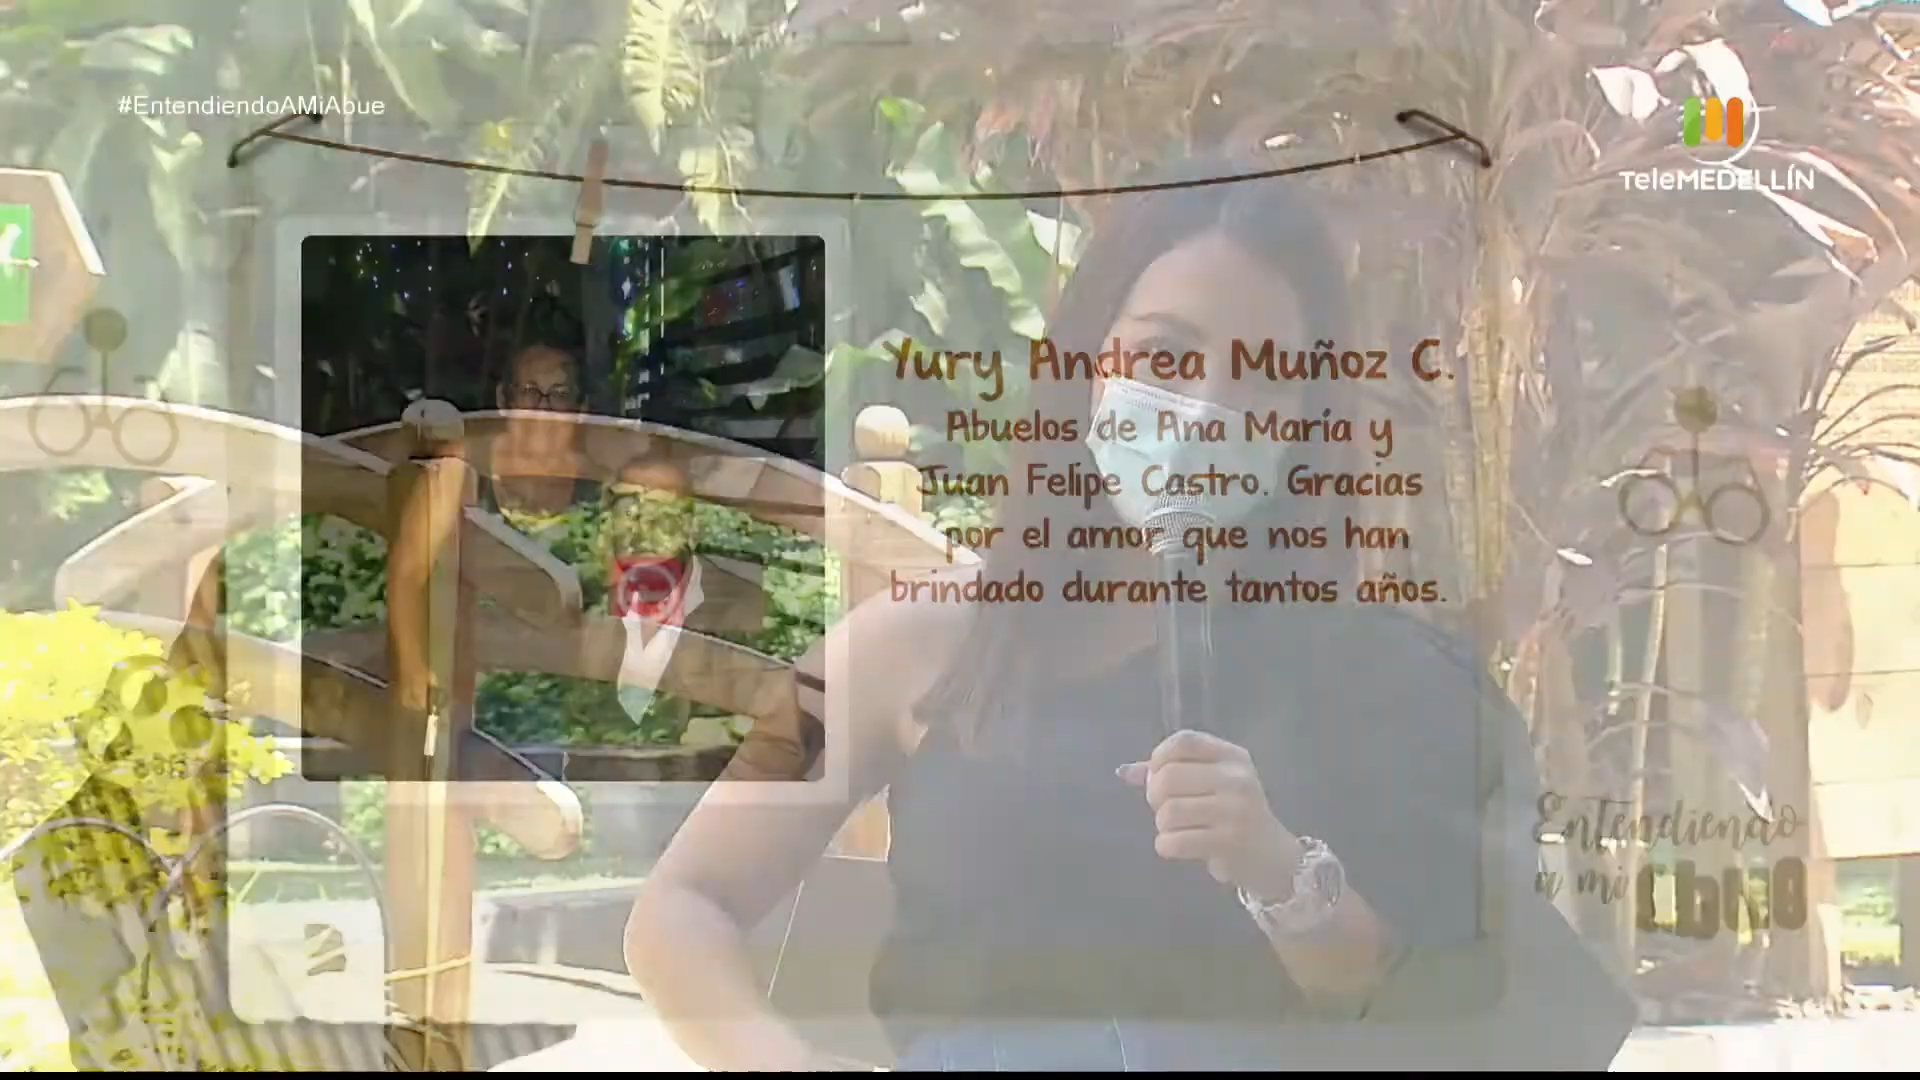 #EntendiendoAMiAbue
TeleMEDELLÍN
Yury Andrea Muñoz C.
Abuelos de Ana María y
Juan Felipe Castro. Gracias
por el amor que nos han
brindado durante tantos años.
Entendiendo
a mi abue